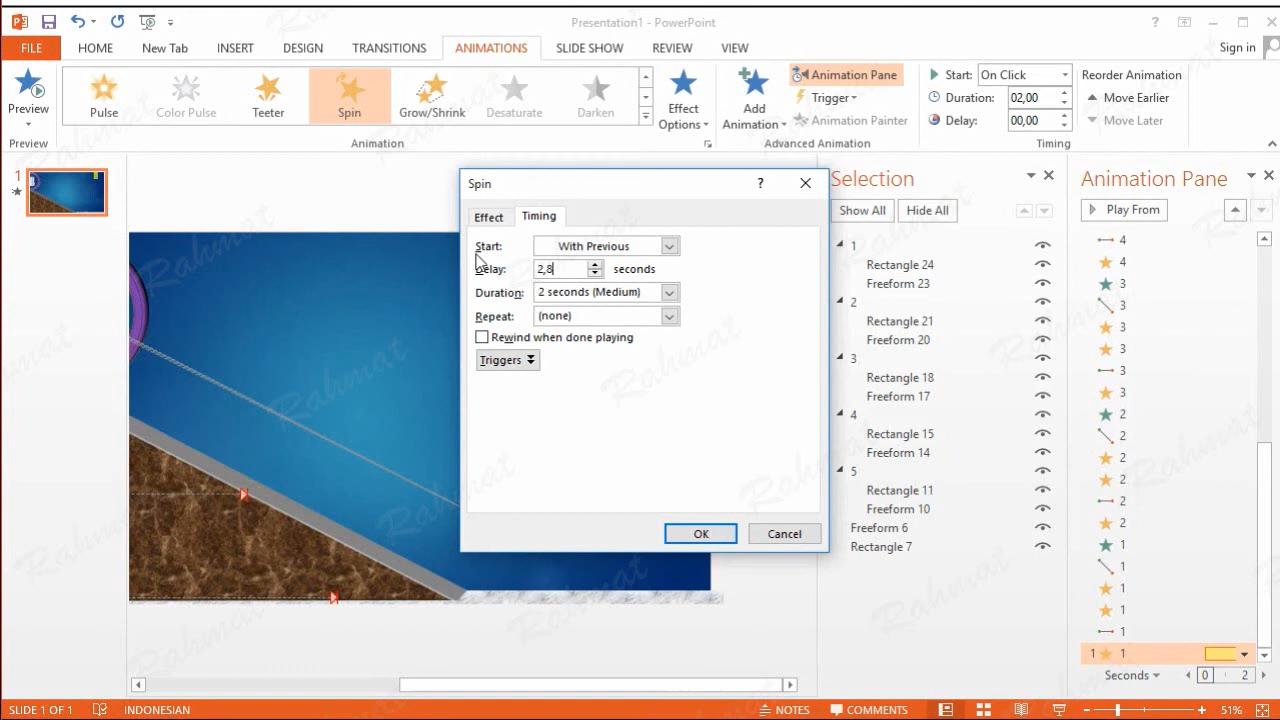 Presentation1 - PowerPoint
FILE HOME New Tab INSERT DESIGN TRANSITIONS ANIMATIONS SLIDE SHOW REVIEW VIEW Sign in
Pulse Color Pulse Teeter Spin Grow/Shrink Desaturate Darken
Preview
Effect Options
Add Animation
Animation Pane
Trigger
Animation Painter
Start: On Click
Duration: 02,00
Delay: 00,00
Reorder Animation
Move Earlier
Move Later
Preview Animation Advanced Animation Timing
1
Spin
Effect Timing
Start: With Previous
Delay: 2,8 seconds
Duration: 2 seconds (Medium)
Repeat: (none)
Rewind when done playing
Triggers
OK Cancel
Selection
Show All Hide All
1
Rectangle 24
Freeform 23
2
Rectangle 21
Freeform 20
3
Rectangle 18
Freeform 17
4
Rectangle 15
Freeform 14
5
Rectangle 11
Freeform 10
Freeform 6
Rectangle 7
Animation Pane
Play From
4
4
3
3
3
3
3
3
2
2
2
2
2
2
1
1
1
1
1
1 1
Seconds 0 2
SLIDE 1 OF 1 INDONESIAN NOTES COMMENTS 51%
Rahmat